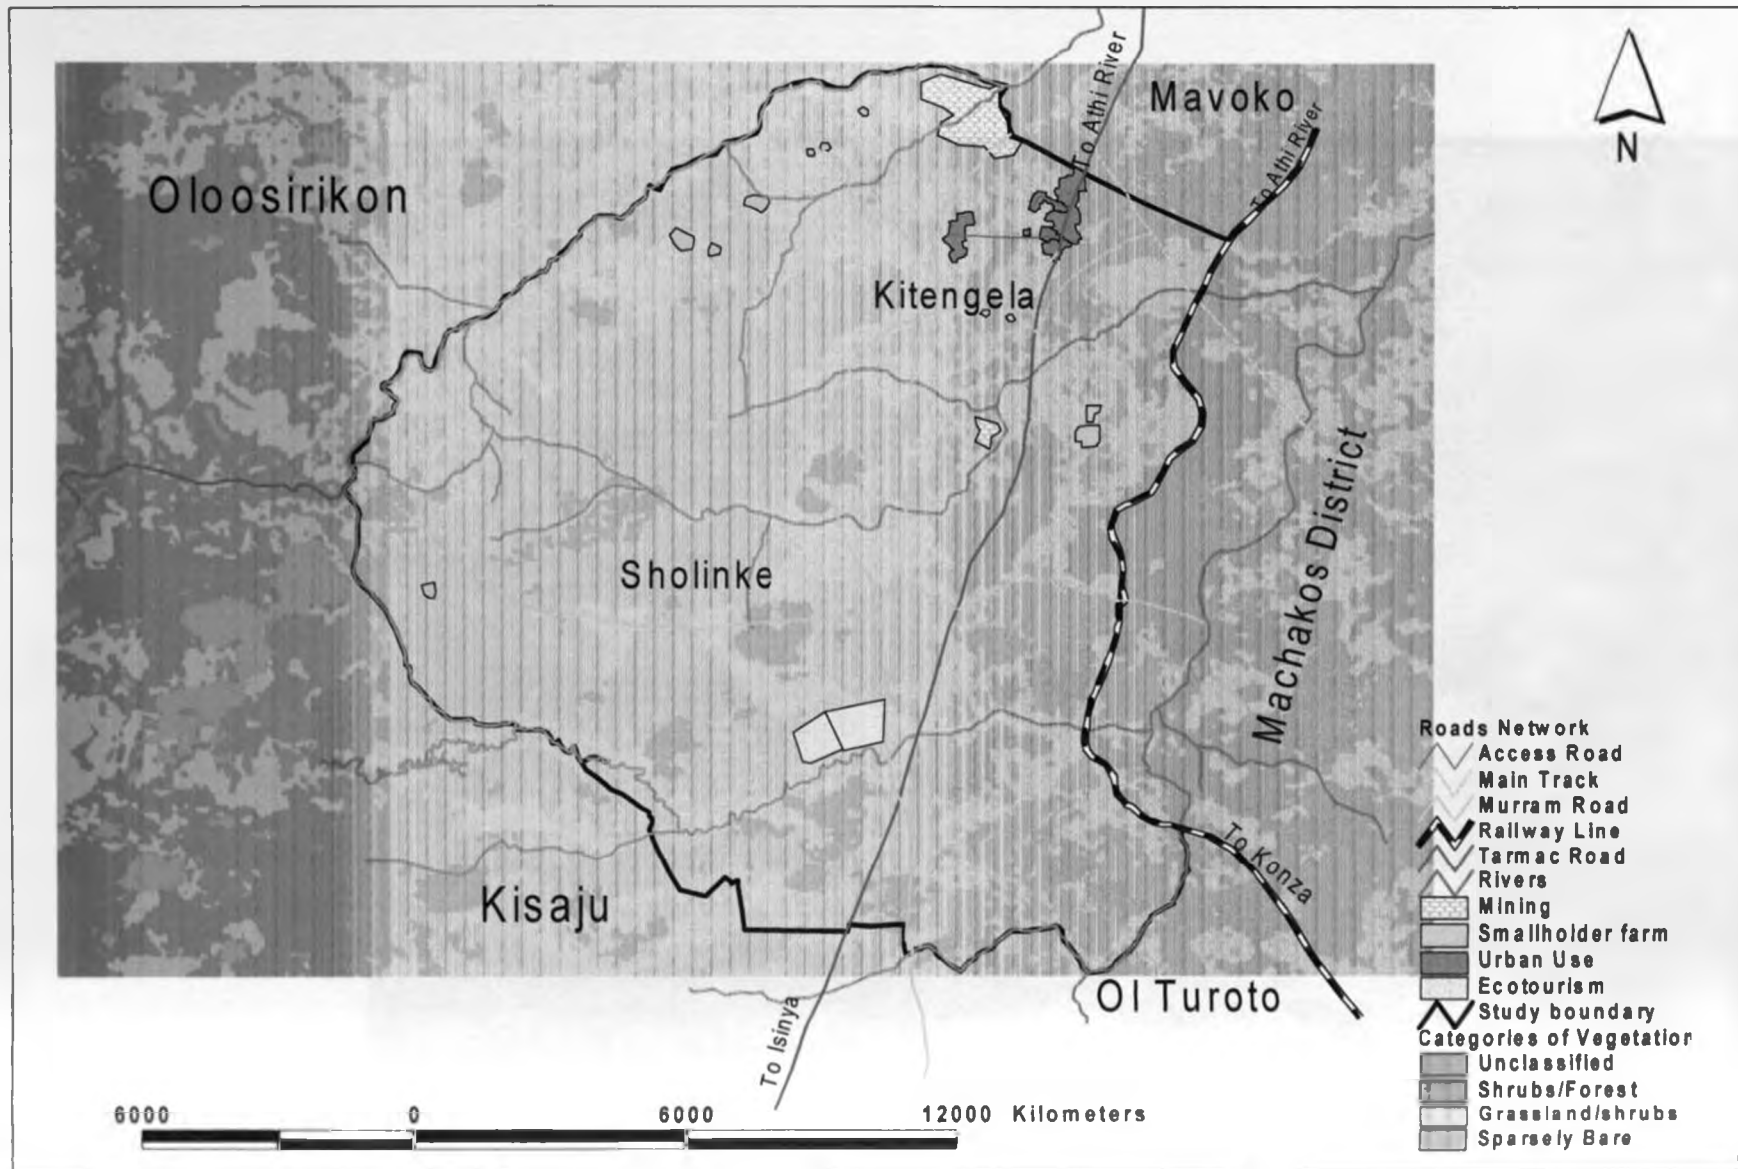 To Athi River
Mavoko
To Athi River
N
Oloosirikon
Kitengela
Machakos District
Sholinke
To Konza
Kisaju
Ol Turoto
To Isinya
Roads Network
Access Road
Main Track
Murram Road
Railway Line
Tarmac Road
Rivers
Mining
Smallholder farm
Urban Use
Ecotourism
Study boundary
Categories of Vegetation
Unclassified
Shrubs/Forest
Grassland/shrubs
Sparsely Bare
6000 0 6000 12000 Kilometers